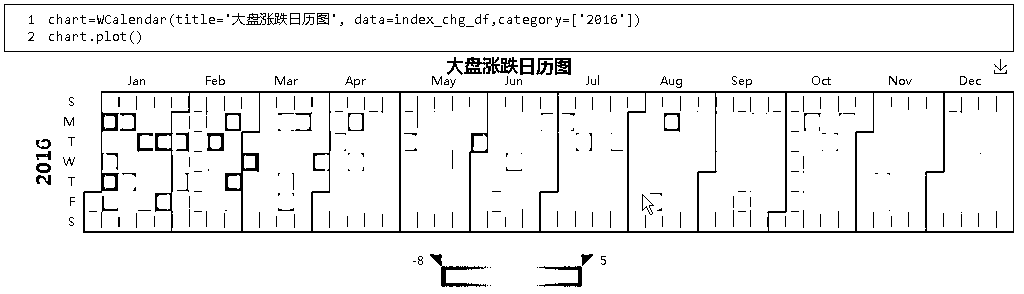 1 chart=WCalendar(title='大盘涨跌日历图', data=index_chg_df,category=['2016'])
2 chart.plot()
大盘涨跌日历图
Jan Feb Mar Apr May Jun Jul Aug Sep Oct Nov Dec
2016
S
M
T
W
T
F
S
-8 5